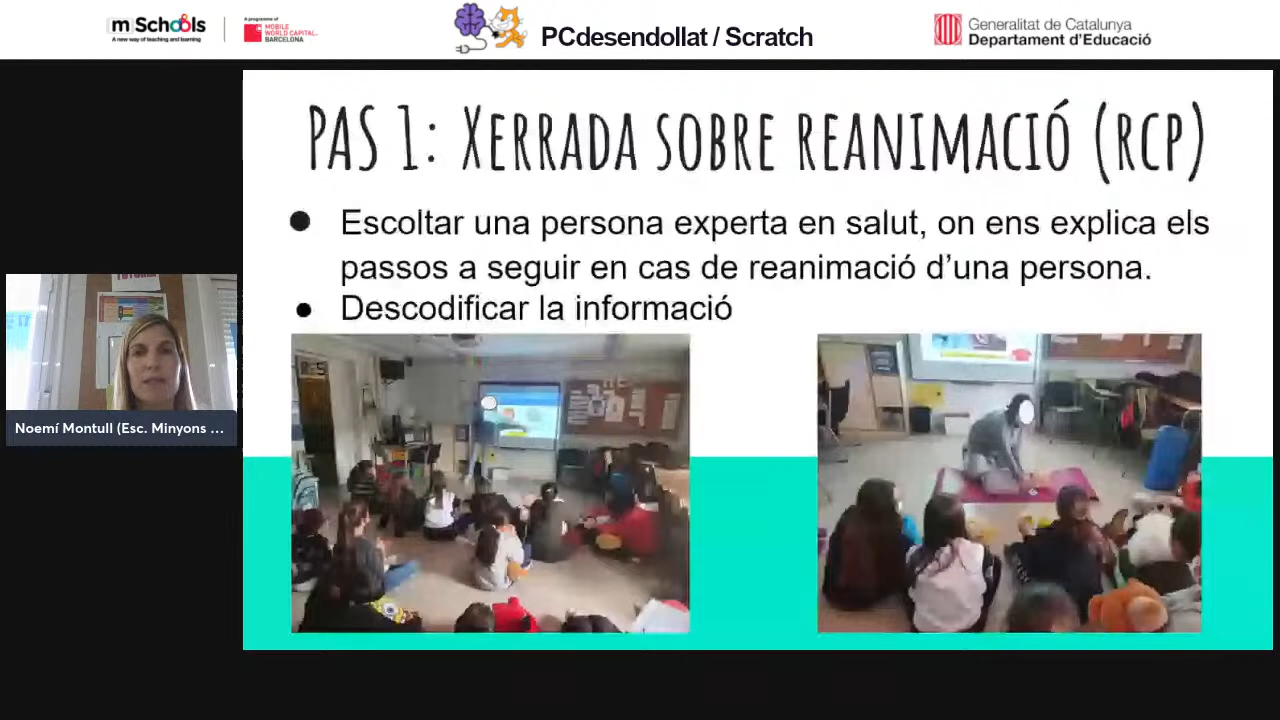 mSchools
A new way of teaching and learning
A programme of
MOBILE
WORLD CAPITAL
BARCELONA
PCdesendollat / Scratch
Generalitat de Catalunya
Departament d'Educació
PAS 1: XERRADA SOBRE REANIMACIÓ (RCP)
Escoltar una persona experta en salut, on ens explica els
passos a seguir en cas de reanimació d'una persona.
Descodificar la informació
Noemí Montull (Esc. Minyons ...